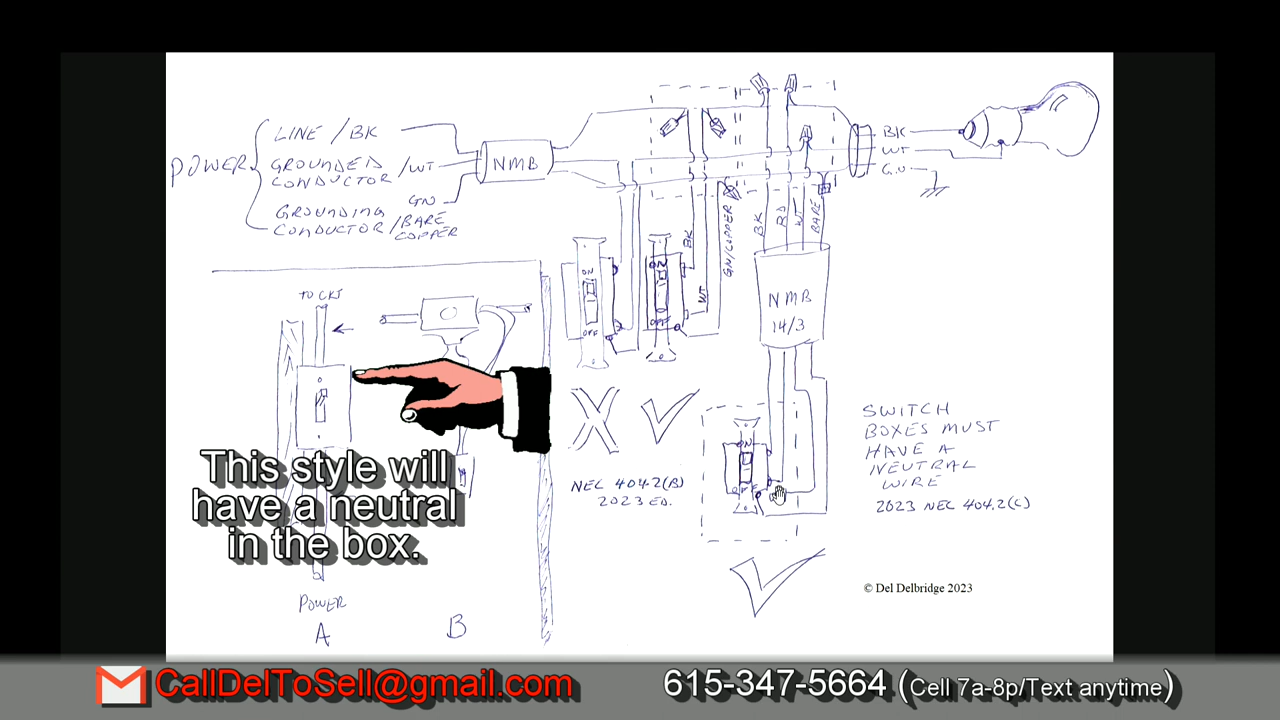 POWER
LINE / BK
GROUNDED
CONDUCTOR / WT
GN
GROUNDING
CONDUCTOR / BARE
COPPER
NMB
BK
WT
GN/COPPER
BK
RD
WT
BARE
NMB
14/3
BK
WT
TO CKT
ON
OFF
ON
OFF
ON
OFF
NEC 404.2(B)
2023 ED.
SWITCH
BOXES MUST
HAVE A
NEUTRAL
WIRE
2023 NEC 404.2(C)
This style will
have a neutral
in the box.
POWER
A
B
© Del Delbridge 2023
CallDelToSell@gmail.com
615-347-5664 (Cell 7a-8p/Text anytime)